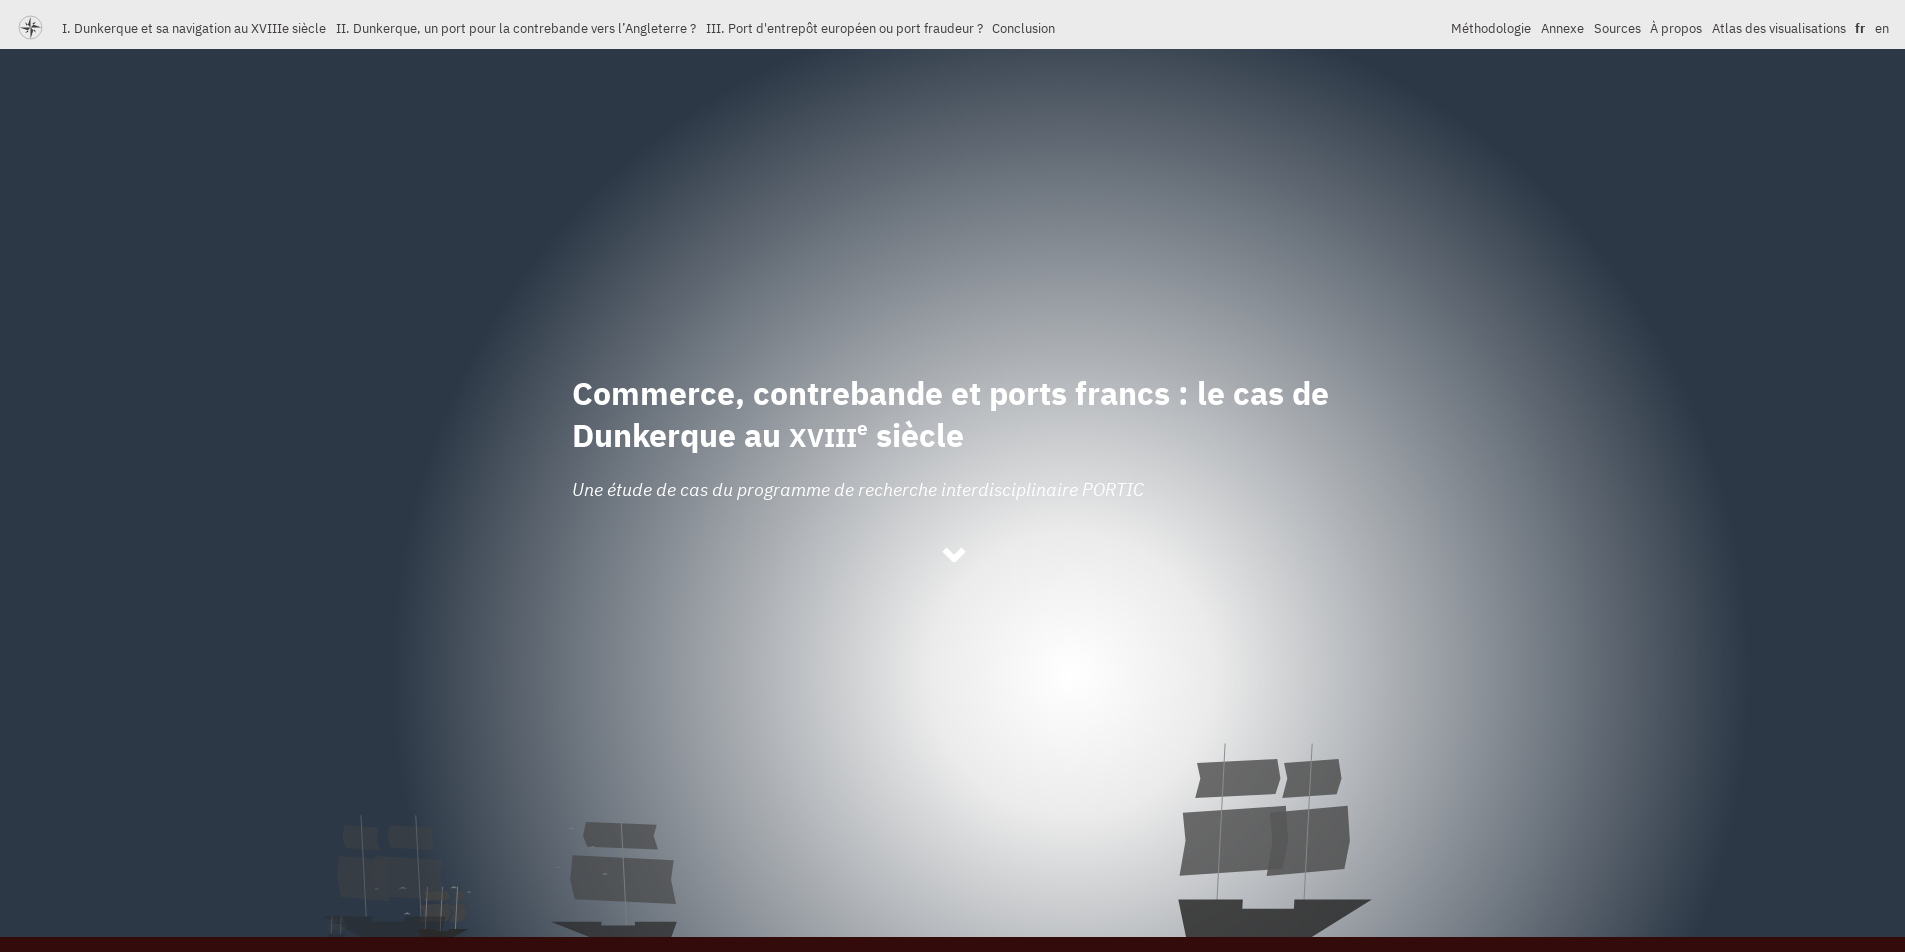 I. Dunkerque et sa navigation au XVIIIe siècle II. Dunkerque, un port pour la contrebande vers l’Angleterre ? III. Port d'entrepôt européen ou port fraudeur ? Conclusion Méthodologie Annexe Sources À propos Atlas des visualisations fr en
Commerce, contrebande et ports francs : le cas de
Dunkerque au XVIIIe siècle
Une étude de cas du programme de recherche interdisciplinaire PORTIC